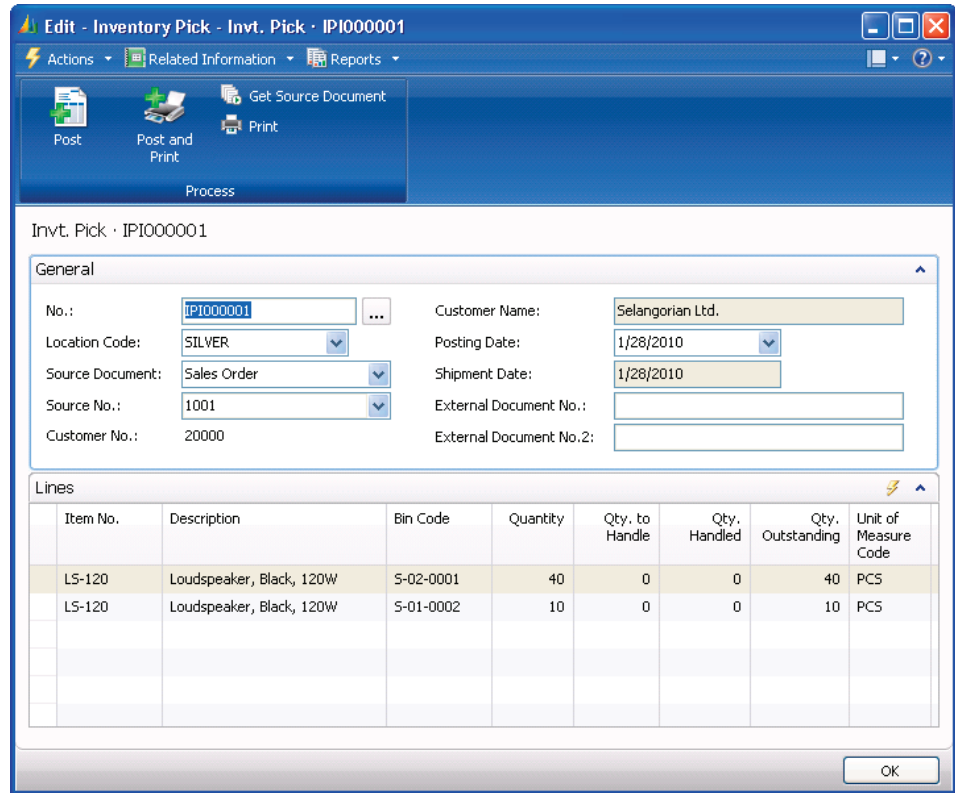 Edit - Inventory Pick - Invt. Pick · IPI000001
Actions Related Information Reports
Post
Post and Print
Get Source Document
Print
Process
Invt. Pick · IPI000001
General
No.: IPI000001 ... Customer Name: Selangorian Ltd.
Location Code: SILVER Posting Date: 1/28/2010
Source Document: Sales Order Shipment Date: 1/28/2010
Source No.: 1001 External Document No.:
Customer No.: 20000 External Document No.2:
Lines
Item No. Description Bin Code Quantity Qty. to Handle Qty. Handled Qty. Outstanding Unit of Measure Code
LS-120 Loudspeaker, Black, 120W S-02-0001 40 0 0 40 PCS
LS-120 Loudspeaker, Black, 120W S-01-0002 10 0 0 10 PCS
OK